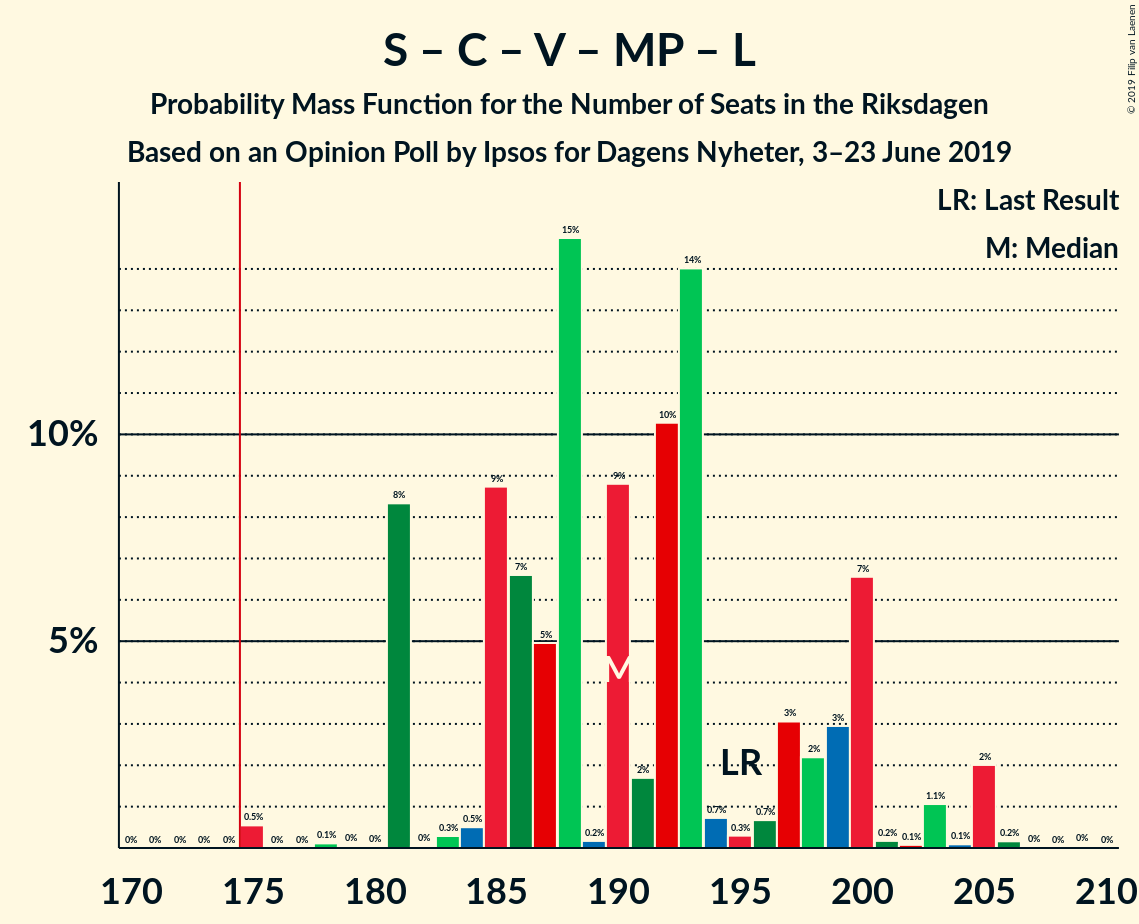 S – C – V – MP – L
Probability Mass Function for the Number of Seats in the Riksdagen
Based on an Opinion Poll by Ipsos for Dagens Nyheter, 3–23 June 2019
© 2019 Filip van Laenen
LR: Last Result
M: Median
10%
5%
0% 0% 0% 0% 0% 0.5% 0% 0% 0.1% 0% 0% 8% 0% 0.3% 0.5% 9% 7% 5% 15% 0.2% 9% 2% 10% 14% 0.7% 0.3% 0.7% 3% 2% 3% 7% 0.2% 0.1% 1.1% 0.1% 2% 0.2% 0% 0% 0% 0%
M
LR
170 175 180 185 190 195 200 205 210